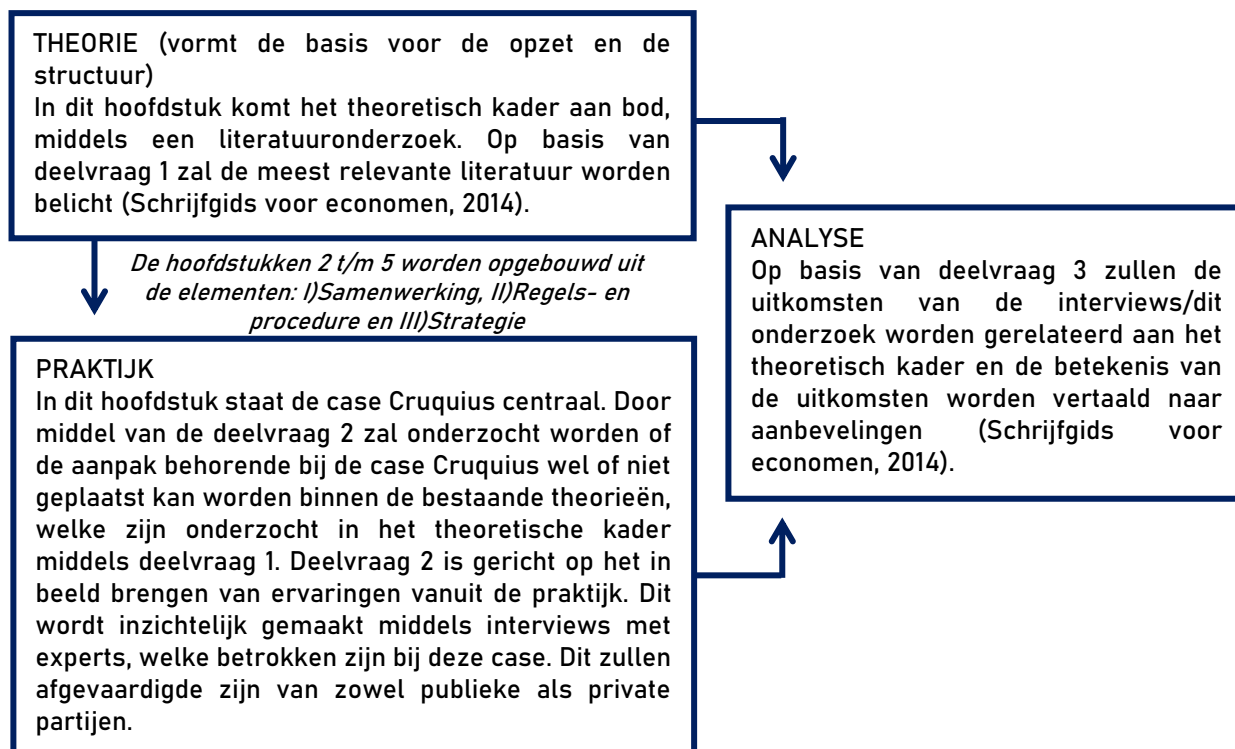 THEORIE (vormt de basis voor de opzet en de
structuur)
In dit hoofdstuk komt het theoretisch kader aan bod,
middels een literatuuronderzoek. Op basis van
deelvraag 1 zal de meest relevante literatuur worden
belicht (Schrijfgids voor economen, 2014).
De hoofdstukken 2 t/m 5 worden opgebouwd uit
de elementen: I)Samenwerking, II)Regels- en
procedure en III)Strategie
PRAKTIJK
In dit hoofdstuk staat de case Cruquius centraal. Door
middel van de deelvraag 2 zal onderzocht worden of
de aanpak behorende bij de case Cruquius wel of niet
geplaatst kan worden binnen de bestaande theorieën,
welke zijn onderzocht in het theoretische kader
middels deelvraag 1. Deelvraag 2 is gericht op het in
beeld brengen van ervaringen vanuit de praktijk. Dit
wordt inzichtelijk gemaakt middels interviews met
experts, welke betrokken zijn bij deze case. Dit zullen
afgevaardigde zijn van zowel publieke als private
partijen.
ANALYSE
Op basis van deelvraag 3 zullen de
uitkomsten van de interviews/dit
onderzoek worden gerelateerd aan het
theoretisch kader en de betekenis van
de uitkomsten worden vertaald naar
aanbevelingen (Schrijfgids voor
economen, 2014).